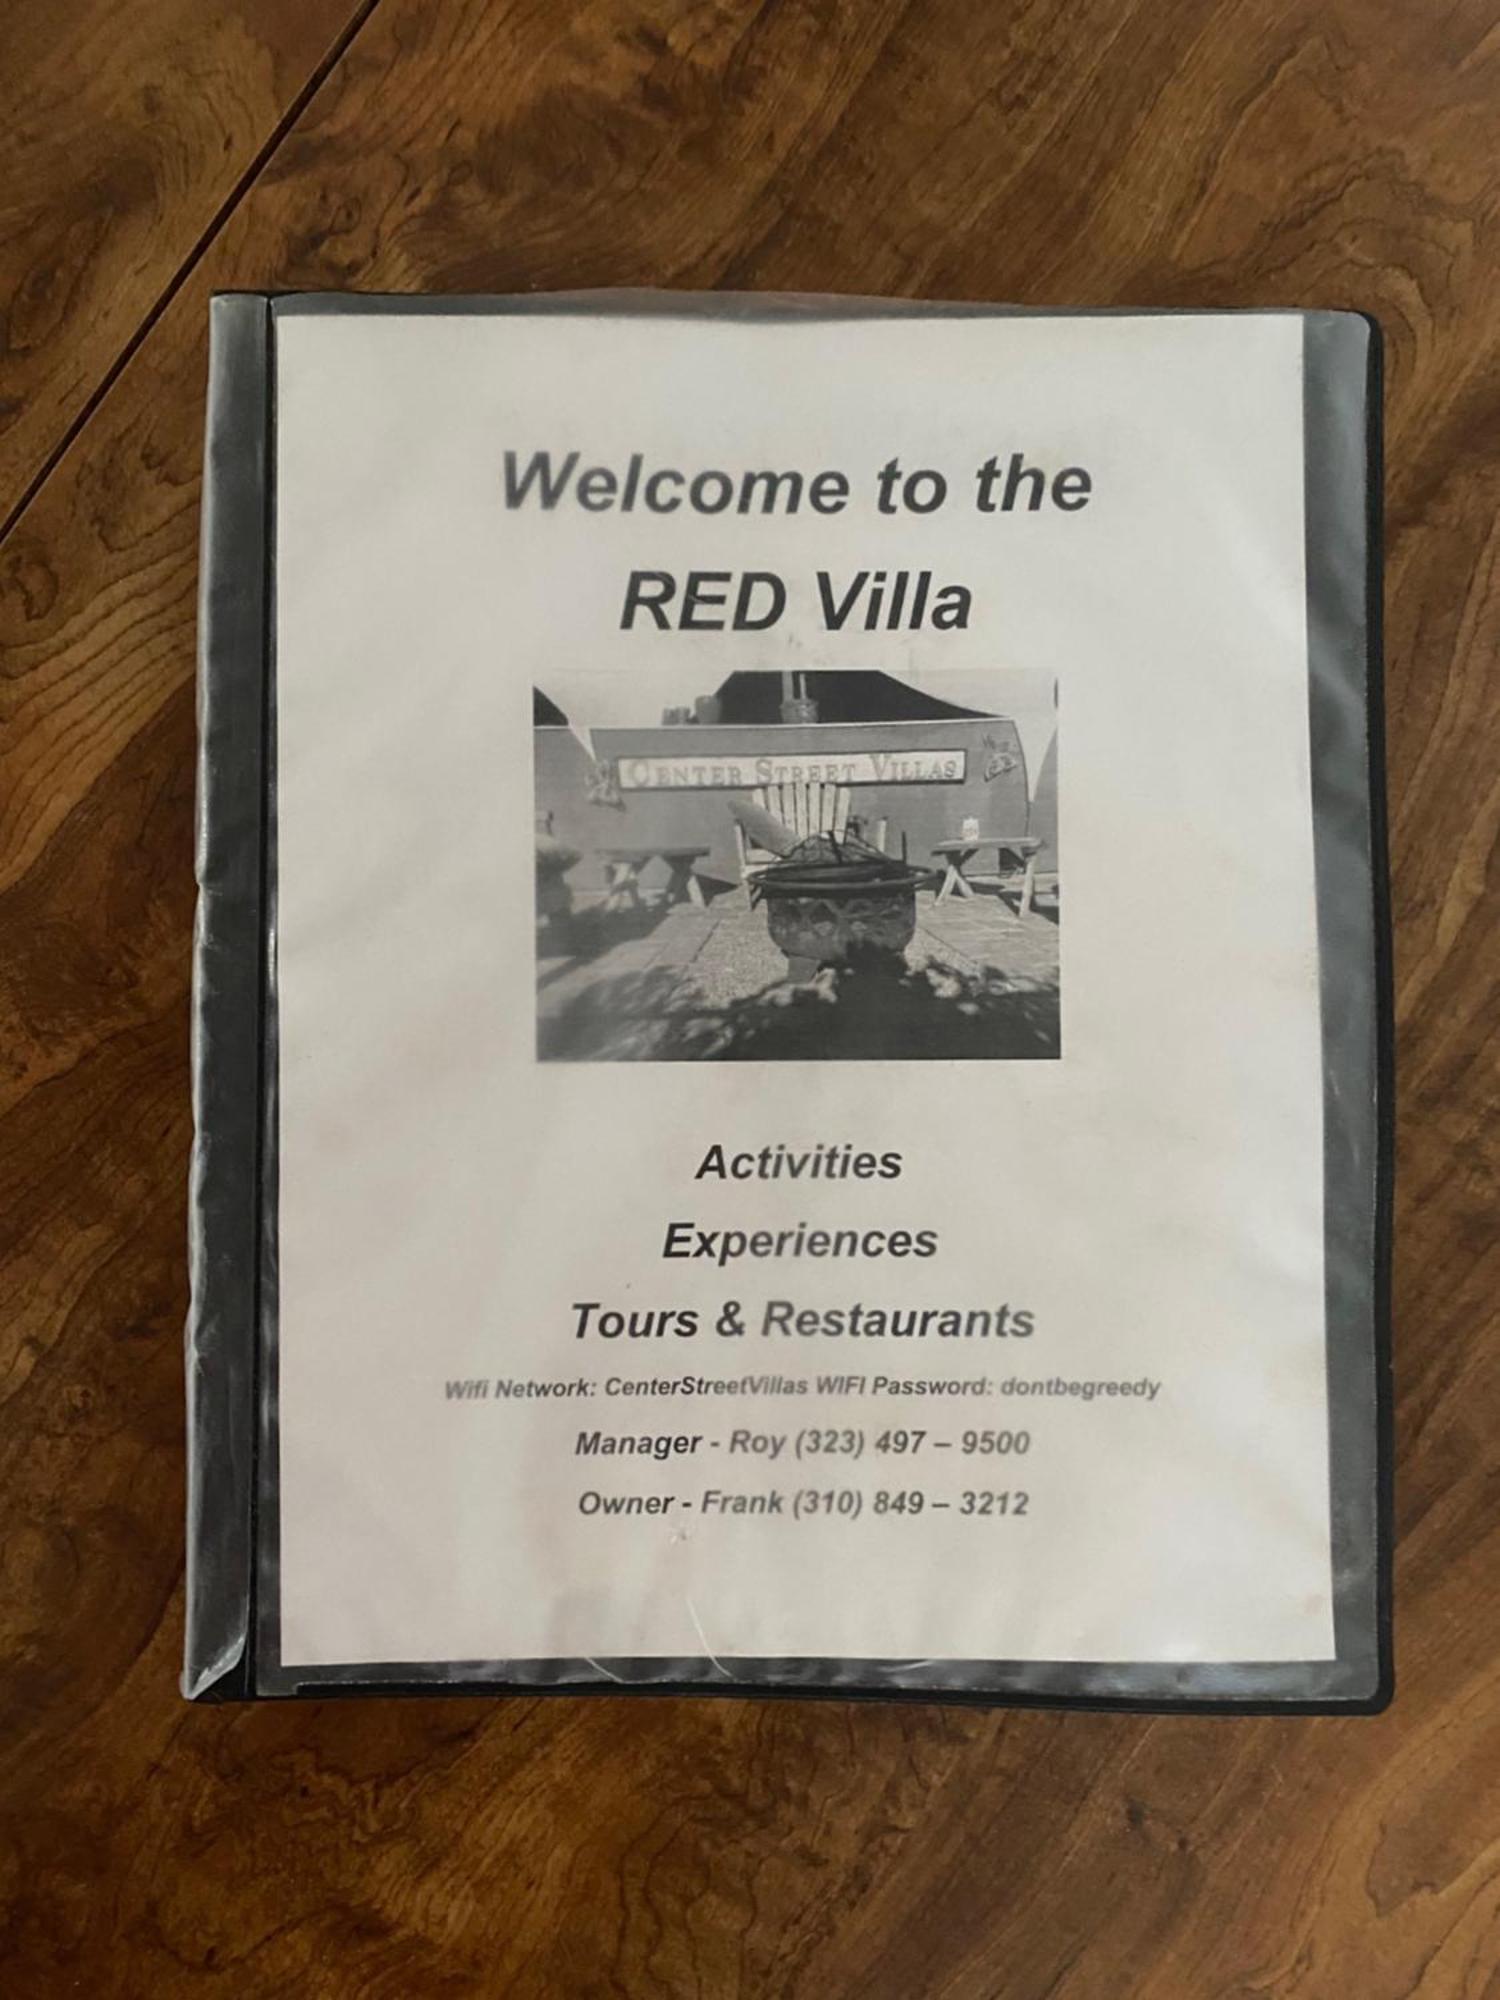 Welcome to the
RED Villa
CENTER STREET VILLAS
Activities
Experiences
Tours & Restaurants
Wifi Network: CenterStreetVillas WIFI Password: dontbegreedy
Manager - Roy (323) 497 – 9500
Owner - Frank (310) 849 – 3212